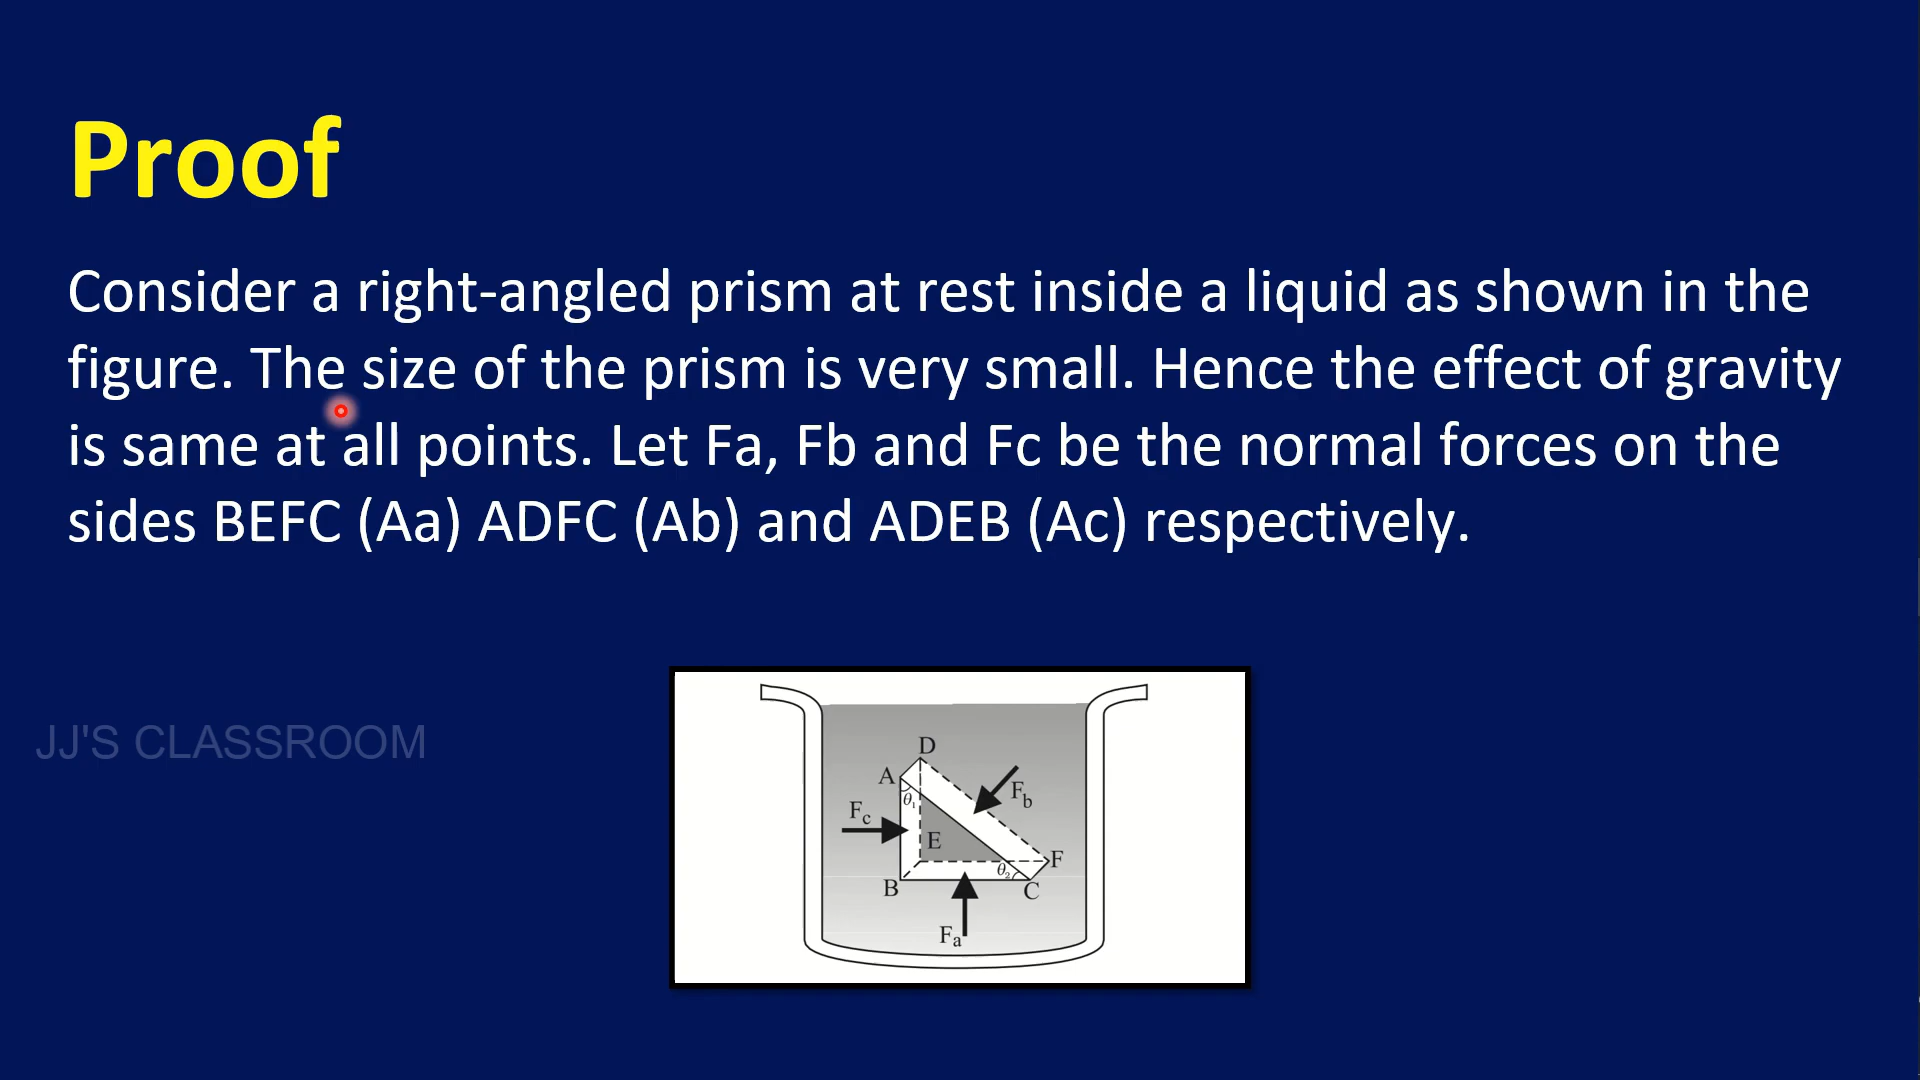 Proof
Consider a right-angled prism at rest inside a liquid as shown in the
figure. The size of the prism is very small. Hence the effect of gravity
is same at all points. Let Fa, Fb and Fc be the normal forces on the
sides BEFC (Aa) ADFC (Ab) and ADEB (Ac) respectively.
JJ'S CLASSROOM
D
A
θ₁
F_b
F_c
E
F
θ₂
B
C
F_a